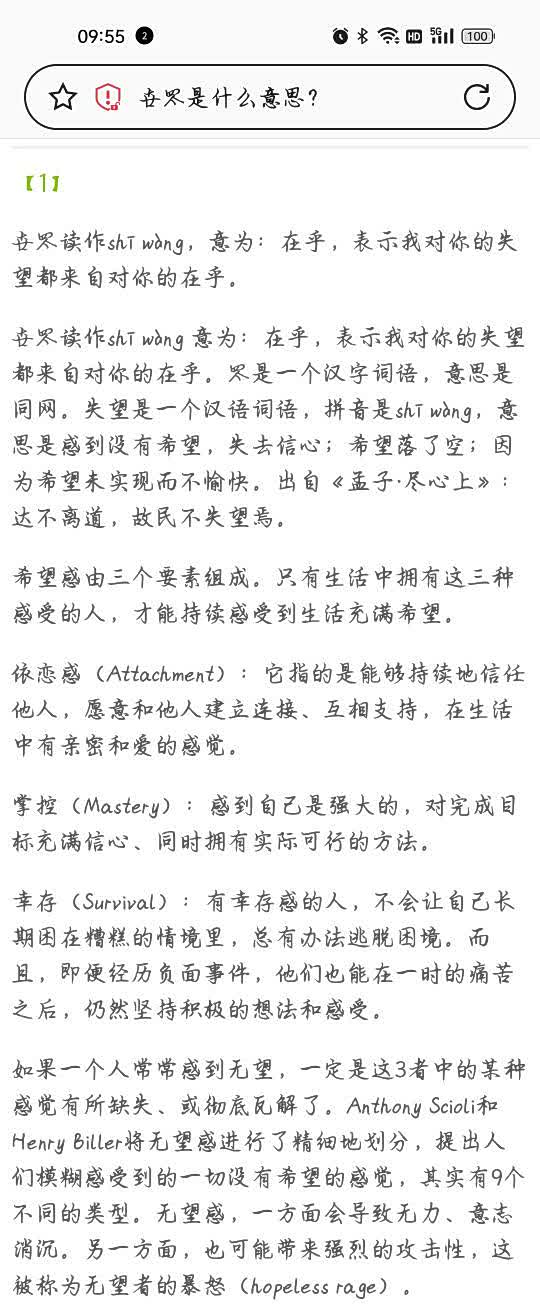 09:55 2 HD 5G 100
卋罖是什么意思？
【1】
卋罖读作shī wàng，意为：在乎，表示我对你的失
望都来自对你的在乎。
卋罖读作shī wàng 意为：在乎，表示我对你的失望
都来自对你的在乎。罖是一个汉字词语，意思是
同网。失望是一个汉语词语，拼音是shī wàng，意
思是感到没有希望，失去信心；希望落了空；因
为希望未实现而不愉快。出自《孟子·尽心上》：
达不离道，故民不失望焉。
希望感由三个要素组成。只有生活中拥有这三种
感受的人，才能持续感受到生活充满希望。
依恋感（Attachment）：它指的是能够持续地信任
他人，愿意和他人建立连接、互相支持，在生活
中有亲密和爱的感觉。
掌控（Mastery）：感到自己是强大的，对完成目
标充满信心、同时拥有实际可行的方法。
幸存（Survival）：有幸存感的人，不会让自己长
期困在糟糕的情境里，总有办法逃脱困境。而
且，即便经历负面事件，他们也能在一时的痛苦
之后，仍然坚持积极的想法和感受。
如果一个人常常感到无望，一定是这3者中的某种
感觉有所缺失、或彻底瓦解了。Anthony Scioli和
Henry Biller将无望感进行了精细地划分，提出人
们模糊感受到的一切没有希望的感觉，其实有9个
不同的类型。无望感，一方面会导致无力、意志
消沉。另一方面，也可能带来强烈的攻击性，这
被称为无望者的暴怒（hopeless rage）。